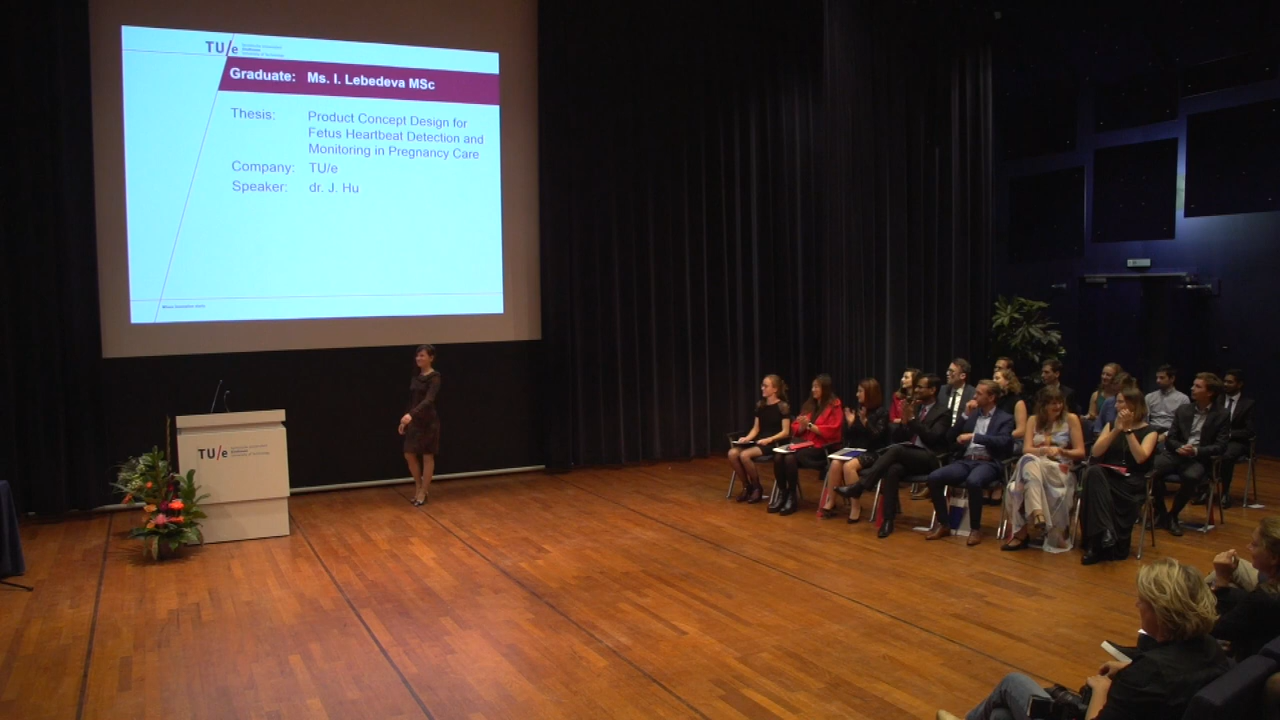 TU/e
Graduate: Ms. I. Lebedeva MSc
Thesis: Product Concept Design for
Fetus Heartbeat Detection and
Monitoring in Pregnancy Care
Company: TU/e
Speaker: dr. J. Hu
TU/e